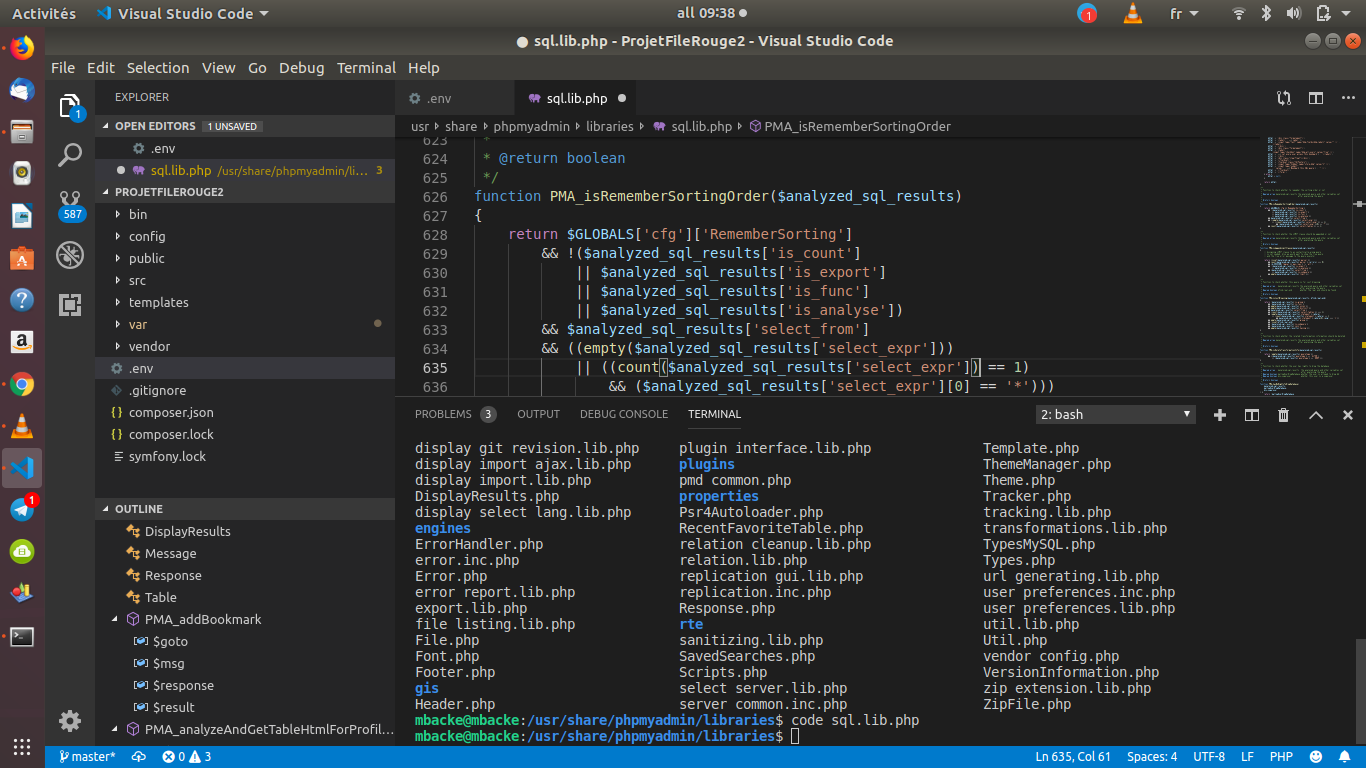 Activités
Visual Studio Code
all 09:38
1
fr
sql.lib.php - ProjetFileRouge2 - Visual Studio Code
File Edit Selection View Go Debug Terminal Help
EXPLORER
OPEN EDITORS 1 UNSAVED
.env
sql.lib.php /usr/share/phpmyadmin/li... 3
PROJETFILEROUGE2
bin
config
public
src
templates
var
vendor
.env
.gitignore
composer.json
composer.lock
symfony.lock
OUTLINE
DisplayResults
Message
Response
Table
PMA_addBookmark
$goto
$msg
$response
$result
PMA_analyzeAndGetTableHtmlForProfil...
1
587
1
.env
sql.lib.php
usr share phpmyadmin libraries sql.lib.php PMA_isRememberSortingOrder
623 *
624 * @return boolean
625 */
626 function PMA_isRememberSortingOrder($analyzed_sql_results)
627 {
628 return $GLOBALS['cfg']['RememberSorting']
629 && !($analyzed_sql_results['is_count']
630 || $analyzed_sql_results['is_export']
631 || $analyzed_sql_results['is_func']
632 || $analyzed_sql_results['is_analyse'])
633 && $analyzed_sql_results['select_from']
634 && ((empty($analyzed_sql_results['select_expr']))
635 || ((count($analyzed_sql_results['select_expr']) == 1)
636 && ($analyzed_sql_results['select_expr'][0] == '*')))
PROBLEMS 3 OUTPUT DEBUG CONSOLE TERMINAL 2: bash
display git revision.lib.php plugin interface.lib.php Template.php
display import ajax.lib.php plugins ThemeManager.php
display import.lib.php pmd common.php Theme.php
DisplayResults.php properties Tracker.php
display select lang.lib.php Psr4Autoloader.php tracking.lib.php
engines RecentFavoriteTable.php transformations.lib.php
ErrorHandler.php relation cleanup.lib.php TypesMySQL.php
error.inc.php relation.lib.php Types.php
Error.php replication gui.lib.php url generating.lib.php
error report.lib.php replication.inc.php user preferences.inc.php
export.lib.php Response.php user preferences.lib.php
file listing.lib.php rte util.lib.php
File.php sanitizing.lib.php Util.php
Font.php SavedSearches.php vendor config.php
Footer.php Scripts.php VersionInformation.php
gis select server.lib.php zip extension.lib.php
Header.php server common.inc.php ZipFile.php
mbacke@mbacke:/usr/share/phpmyadmin/libraries$ code sql.lib.php
mbacke@mbacke:/usr/share/phpmyadmin/libraries$
master* 0 3 Ln 635, Col 61 Spaces: 4 UTF-8 LF PHP